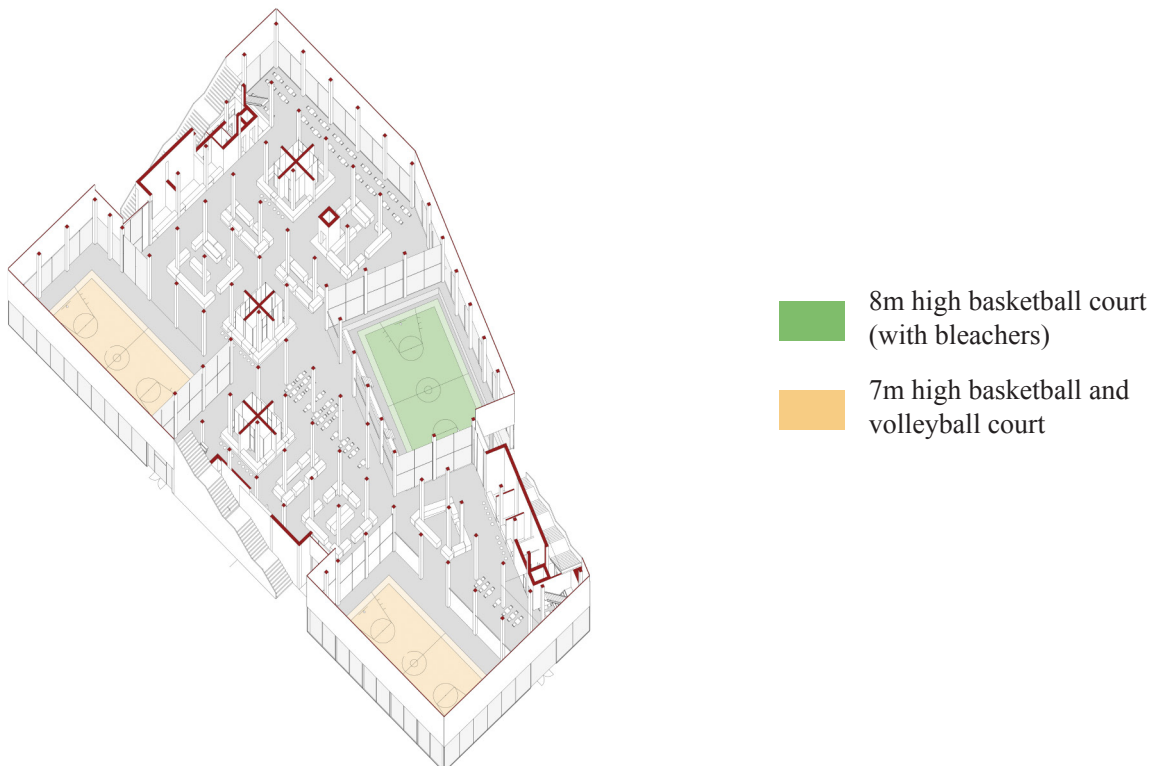 8m high basketball court
(with bleachers)
7m high basketball and
volleyball court